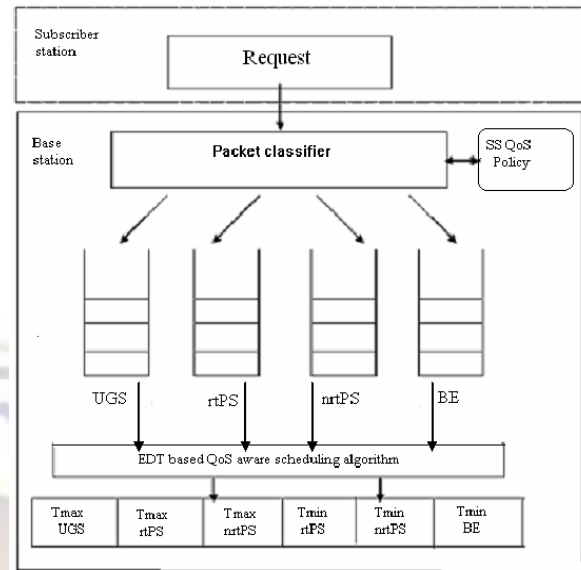 Subscriber
station
Request
Base
station
Packet classifier
SS QoS
Policy
UGS
rtPS
nrtPS
BE
EDT based QoS aware scheduling algorithm
Tmax
UGS
Tmax
rtPS
Tmax
nrtPS
Tmin
rtPS
Tmin
nrtPS
Tmin
BE